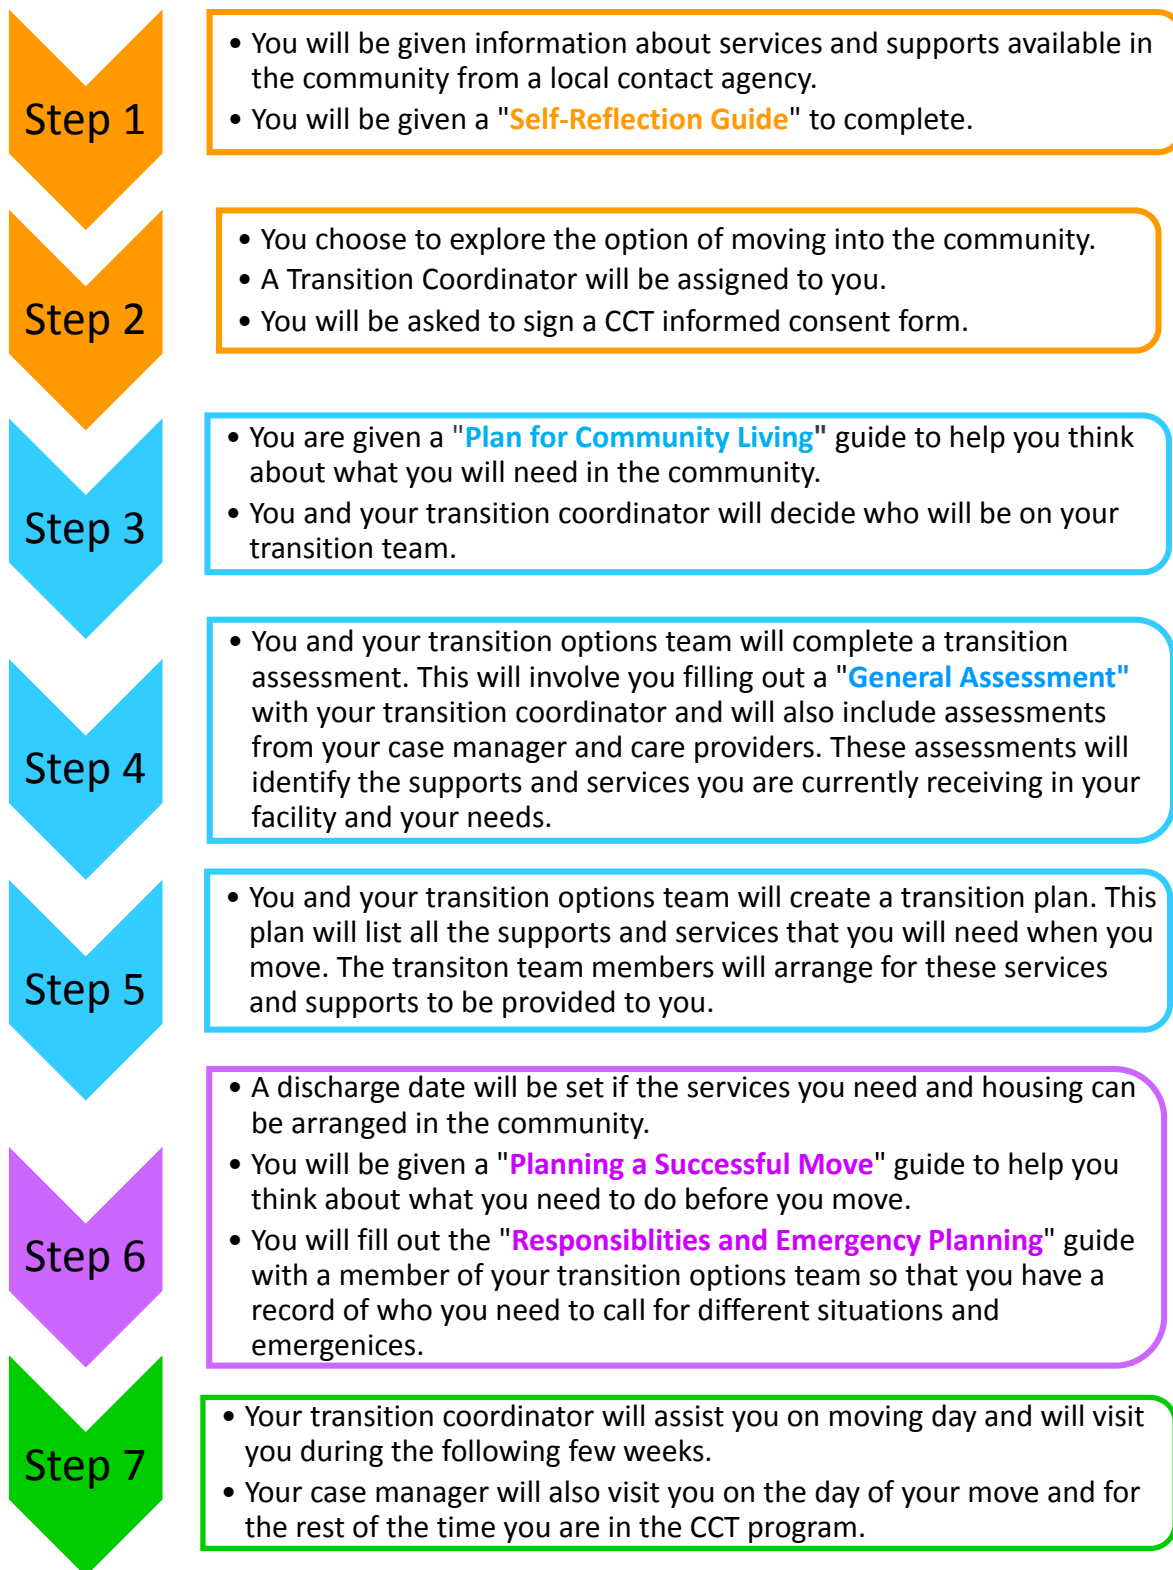 Step 1
• You will be given information about services and supports available in
the community from a local contact agency.
• You will be given a "Self-Reflection Guide" to complete.
Step 2
• You choose to explore the option of moving into the community.
• A Transition Coordinator will be assigned to you.
• You will be asked to sign a CCT informed consent form.
Step 3
• You are given a "Plan for Community Living" guide to help you think
about what you will need in the community.
• You and your transition coordinator will decide who will be on your
transition team.
Step 4
• You and your transition options team will complete a transition
assessment. This will involve you filling out a "General Assessment"
with your transition coordinator and will also include assessments
from your case manager and care providers. These assessments will
identify the supports and services you are currently receiving in your
facility and your needs.
Step 5
• You and your transition options team will create a transition plan. This
plan will list all the supports and services that you will need when you
move. The transiton team members will arrange for these services
and supports to be provided to you.
Step 6
• A discharge date will be set if the services you need and housing can
be arranged in the community.
• You will be given a "Planning a Successful Move" guide to help you
think about what you need to do before you move.
• You will fill out the "Responsiblities and Emergency Planning" guide
with a member of your transition options team so that you have a
record of who you need to call for different situations and
emergenices.
Step 7
• Your transition coordinator will assist you on moving day and will visit
you during the following few weeks.
• Your case manager will also visit you on the day of your move and for
the rest of the time you are in the CCT program.